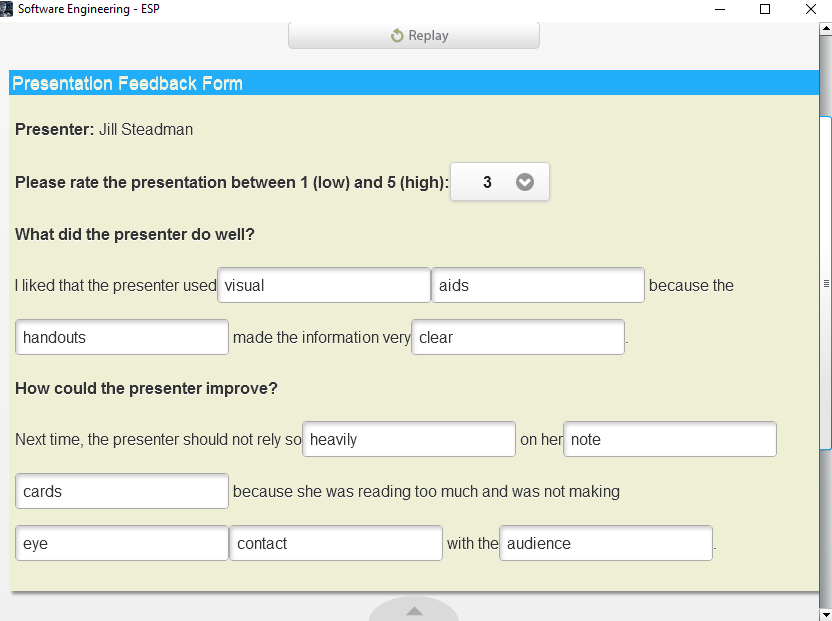 Software Engineering - ESP
Replay
Presentation Feedback Form
Presenter: Jill Steadman
Please rate the presentation between 1 (low) and 5 (high): 3
What did the presenter do well?
I liked that the presenter used visual aids because the
handouts made the information very clear .
How could the presenter improve?
Next time, the presenter should not rely so heavily on her note
cards because she was reading too much and was not making
eye contact with the audience .